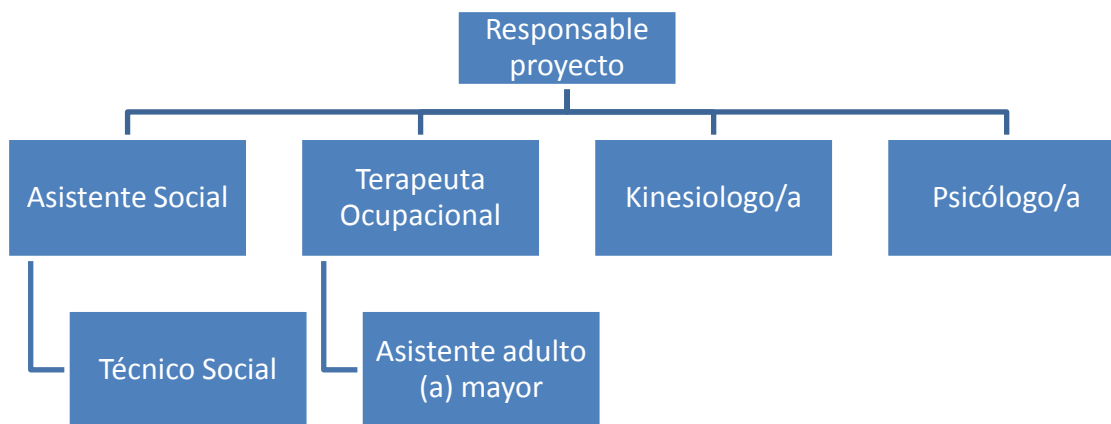 Responsable
proyecto
Asistente Social
Terapeuta
Ocupacional
Kinesiologo/a
Psicólogo/a
Técnico Social
Asistente adulto
(a) mayor